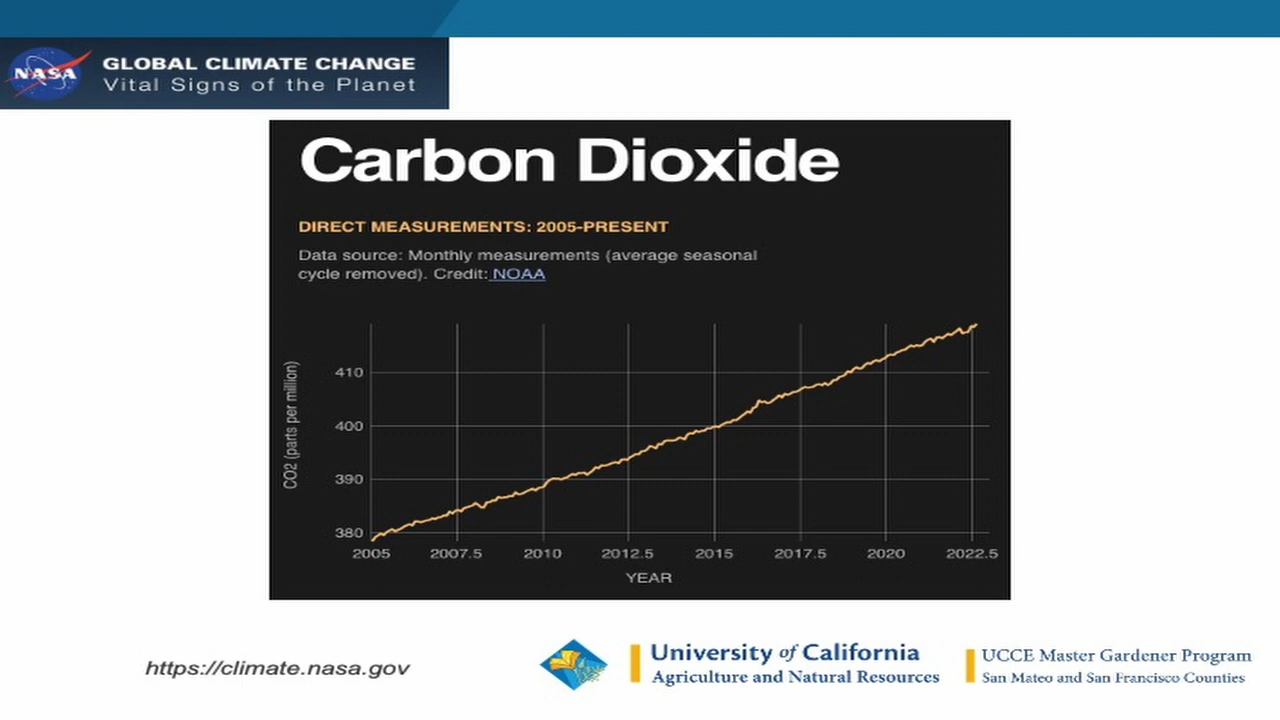 NASA
GLOBAL CLIMATE CHANGE
Vital Signs of the Planet
Carbon Dioxide
DIRECT MEASUREMENTS: 2005-PRESENT
Data source: Monthly measurements (average seasonal
cycle removed). Credit: NOAA
CO2 (parts per million)
410
400
390
380
2005 2007.5 2010 2012.5 2015 2017.5 2020 2022.5
YEAR
https://climate.nasa.gov
University of California
Agriculture and Natural Resources
UCCE Master Gardener Program
San Mateo and San Francisco Counties